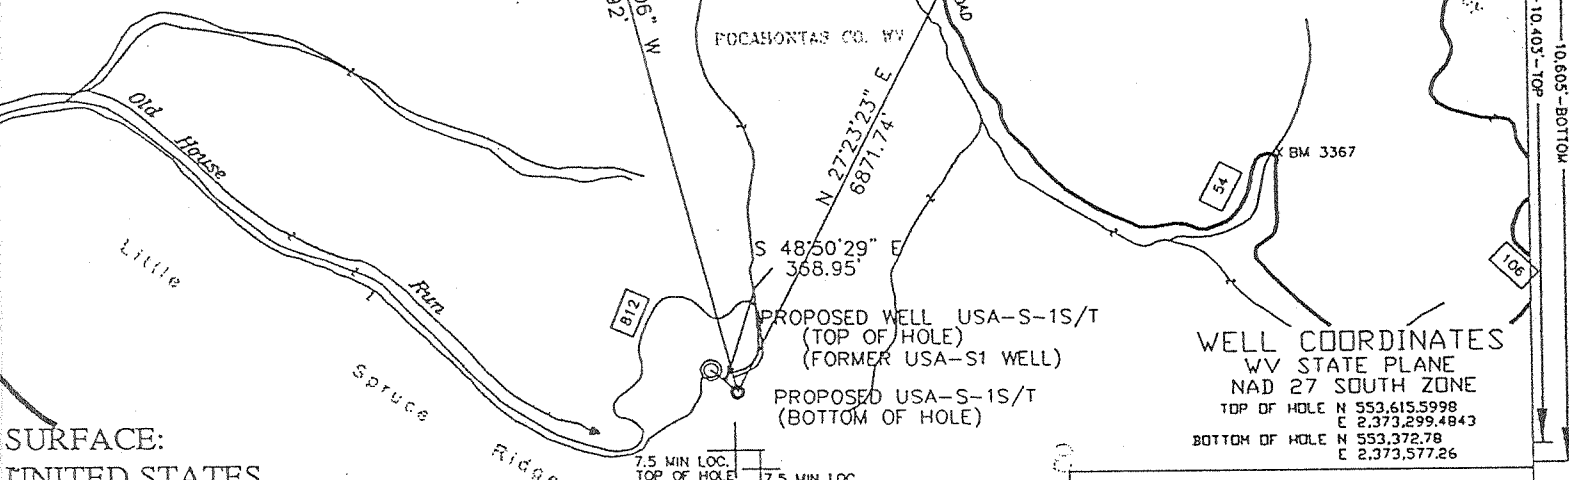 06" W
92'
POCAHONTAS CO. WV
N 27°23'23" E
6871.74'
Old
House
Run
Little
Spruce
Ridge
S 48°50'29" E
368.95'
B12
PROPOSED WELL USA-S-1S/T
(TOP OF HOLE)
(FORMER USA-S1 WELL)
PROPOSED USA-S-1S/T
(BOTTOM OF HOLE)
54
BM 3367
106
10,403'-TOP
10,605'-BOTTOM
WELL COORDINATES
WV STATE PLANE
NAD 27 SOUTH ZONE
TOP OF HOLE N 553,615.5998
E 2,373,299.4843
BOTTOM OF HOLE N 553,372.78
E 2,373,577.26
SURFACE:
UNITED STATES
7.5 MIN LOC.
TOP OF HOLE
7.5 MIN LOC